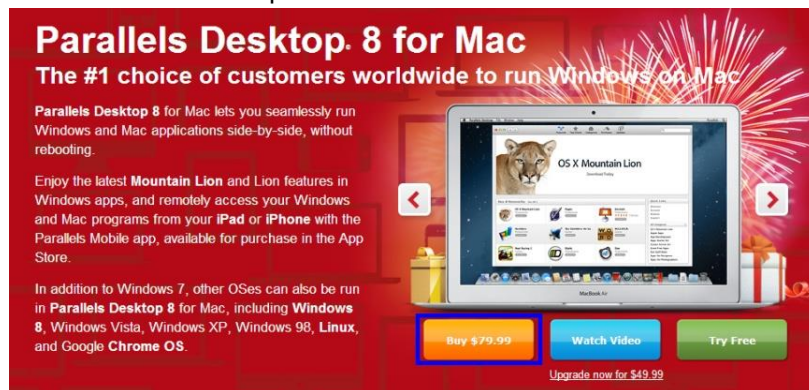 Parallels Desktop® 8 for Mac
The #1 choice of customers worldwide to run Windows on Mac
Parallels Desktop 8 for Mac lets you seamlessly run
Windows and Mac applications side-by-side, without
rebooting.
Enjoy the latest Mountain Lion and Lion features in
Windows apps, and remotely access your Windows
and Mac programs from your iPad or iPhone with the
Parallels Mobile app, available for purchase in the App
Store.
In addition to Windows 7, other OSes can also be run
in Parallels Desktop 8 for Mac, including Windows
8, Windows Vista, Windows XP, Windows 98, Linux,
and Google Chrome OS.
OS X Mountain Lion
Download Today
MacBook Air
Buy $79.99
Watch Video
Try Free
Upgrade now for $49.99